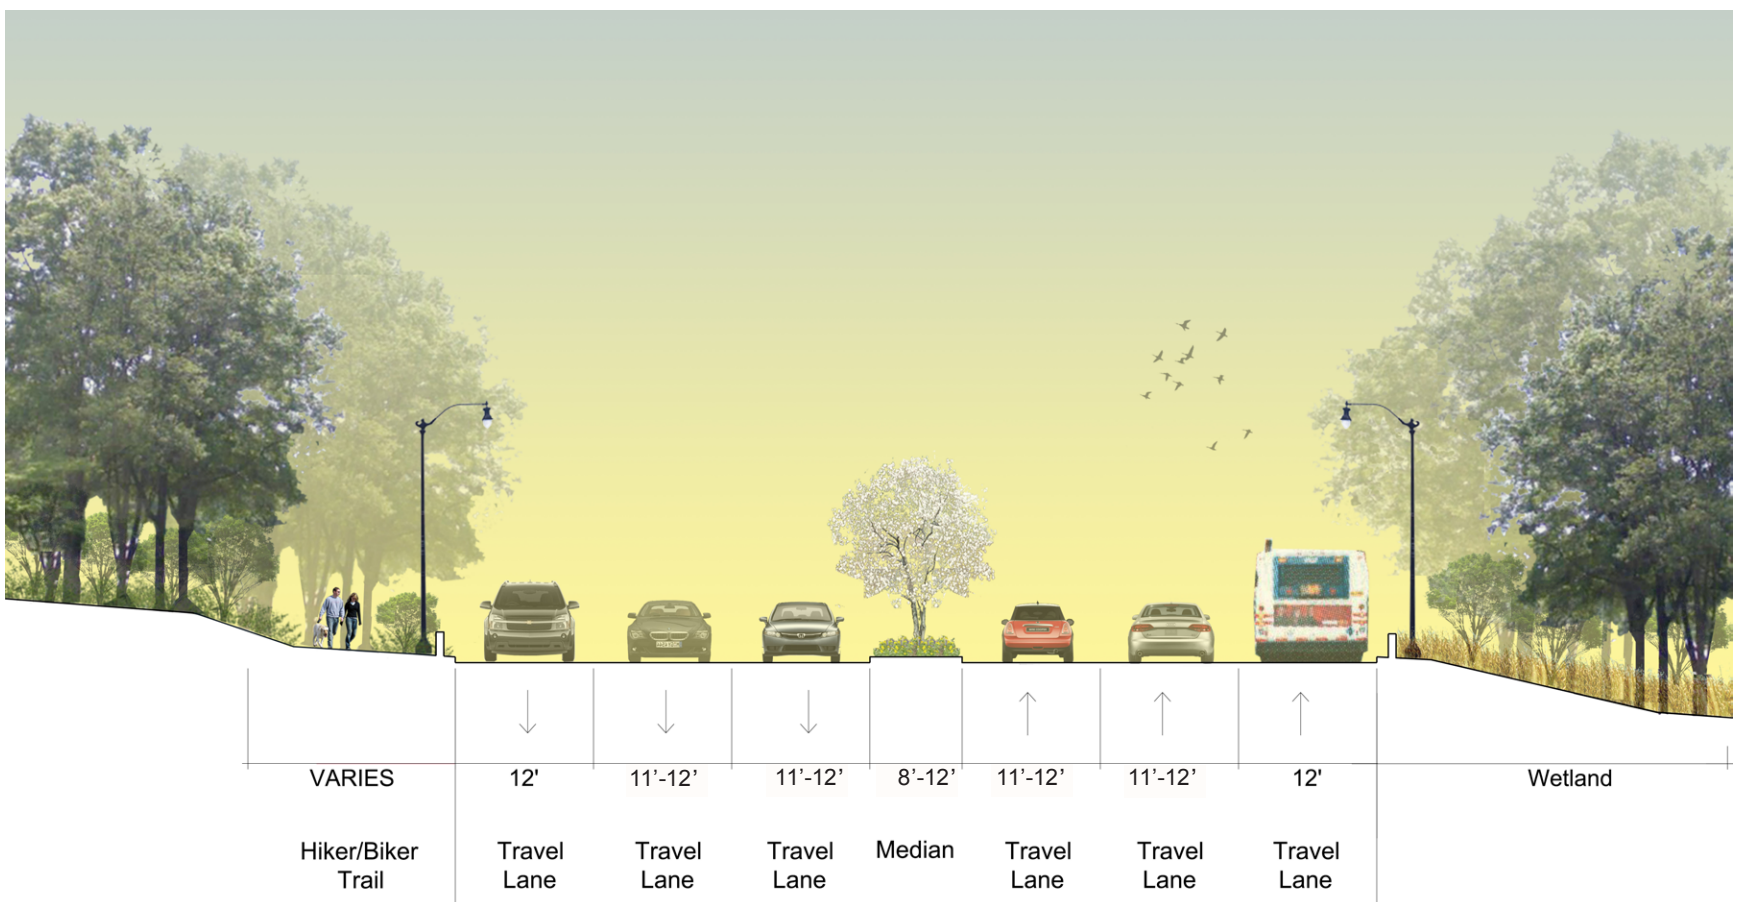 VARIES 12' 11'-12' 11'-12' 8'-12' 11'-12' 11'-12' 12' Wetland
Hiker/Biker Travel Travel Travel Median Travel Travel Travel
Trail Lane Lane Lane Lane Lane Lane